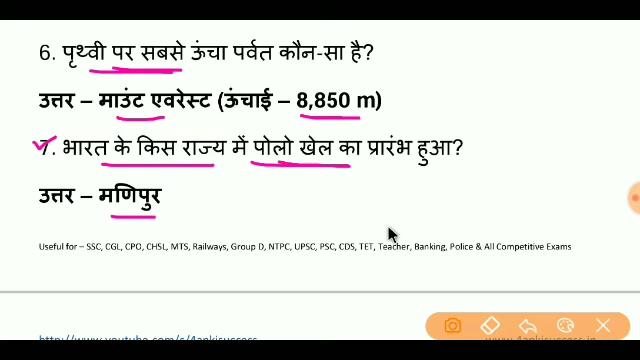 6. पृथ्वी पर सबसे ऊंचा पर्वत कौन-सा है?
उत्तर – माउंट एवरेस्ट (ऊंचाई – 8,850 m)
7. भारत के किस राज्य में पोलो खेल का प्रारंभ हुआ?
उत्तर – मणिपुर
Useful for – SSC, CGL, CPO, CHSL, MTS, Railways, Group D, NTPC, UPSC, PSC, CDS, TET, Teacher, Banking, Police & All Competitive Exams